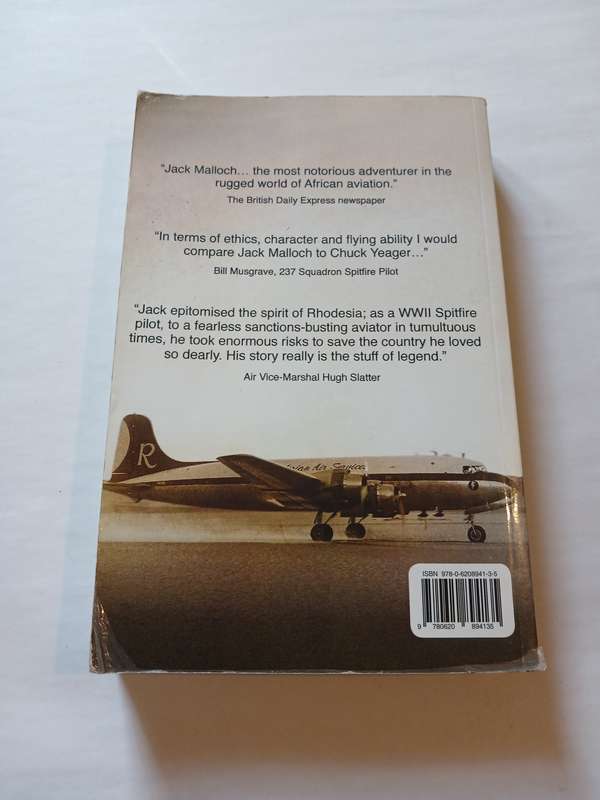 "Jack Malloch... the most notorious adventurer in the
rugged world of African aviation."
The British Daily Express newspaper
"In terms of ethics, character and flying ability I would
compare Jack Malloch to Chuck Yeager..."
Bill Musgrave, 237 Squadron Spitfire Pilot
"Jack epitomised the spirit of Rhodesia; as a WWII Spitfire
pilot, to a fearless sanctions-busting aviator in tumultuous
times, he took enormous risks to save the country he loved
so dearly. His story really is the stuff of legend."
Air Vice-Marshal Hugh Slatter
R
Air Services
ISBN 978-0-6208941-3-5
9 780620 894135